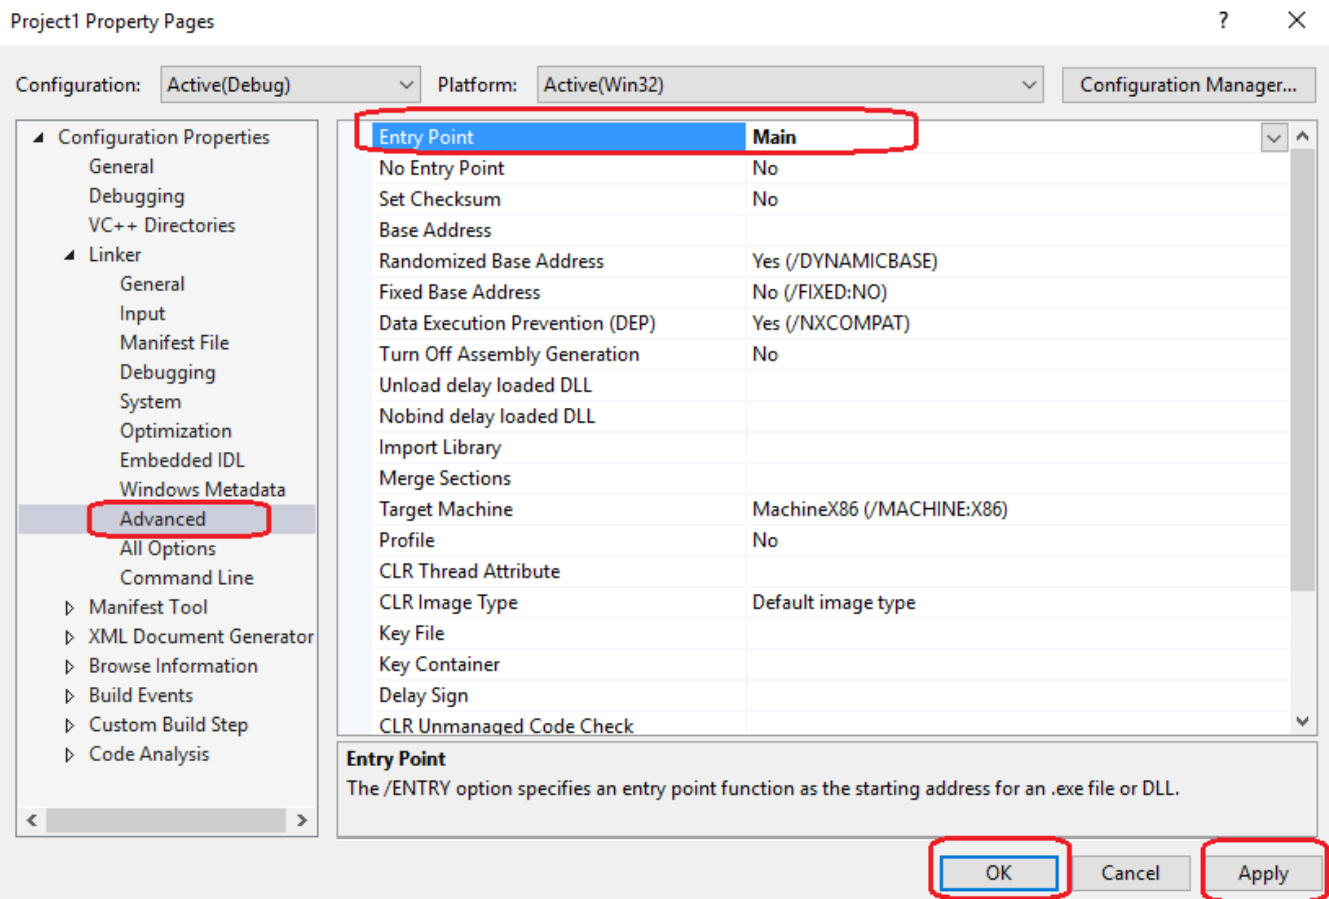 Project1 Property Pages
Configuration: Active(Debug) Platform: Active(Win32) Configuration Manager...
Configuration Properties
General
Debugging
VC++ Directories
Linker
General
Input
Manifest File
Debugging
System
Optimization
Embedded IDL
Windows Metadata
Advanced
All Options
Command Line
Manifest Tool
XML Document Generator
Browse Information
Build Events
Custom Build Step
Code Analysis
Entry Point Main
No Entry Point No
Set Checksum No
Base Address
Randomized Base Address Yes (/DYNAMICBASE)
Fixed Base Address No (/FIXED:NO)
Data Execution Prevention (DEP) Yes (/NXCOMPAT)
Turn Off Assembly Generation No
Unload delay loaded DLL
Nobind delay loaded DLL
Import Library
Merge Sections
Target Machine MachineX86 (/MACHINE:X86)
Profile No
CLR Thread Attribute
CLR Image Type Default image type
Key File
Key Container
Delay Sign
CLR Unmanaged Code Check
Entry Point
The /ENTRY option specifies an entry point function as the starting address for an .exe file or DLL.
OK Cancel Apply